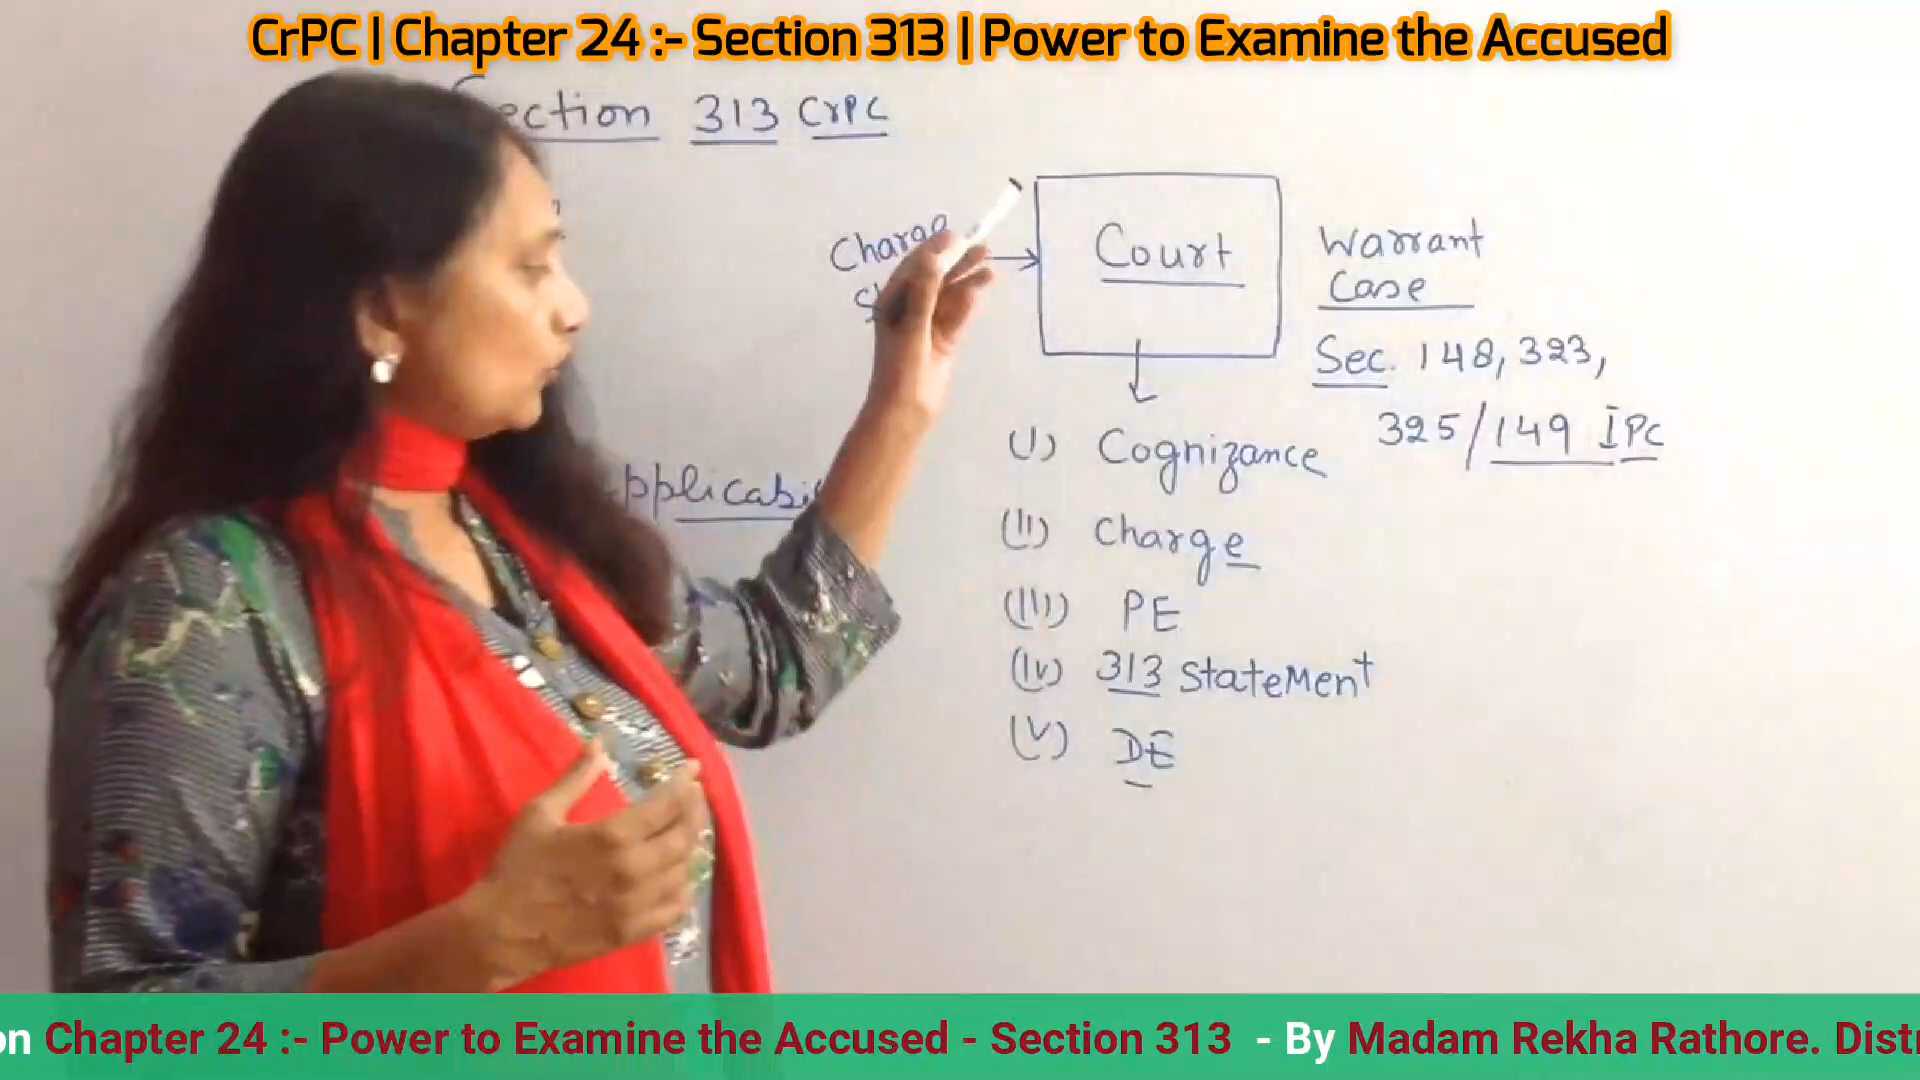 CrPC | Chapter 24 :- Section 313 | Power to Examine the Accused
Section 313 CrPC
Charge
Court
Warrant
Case
Sec. 148, 323,
325/149 IPC
(I) Cognizance
(II) Charge
(III) PE
(IV) 313 Statement
(V) DE
on Chapter 24 :- Power to Examine the Accused - Section 313 - By Madam Rekha Rathore. Distr